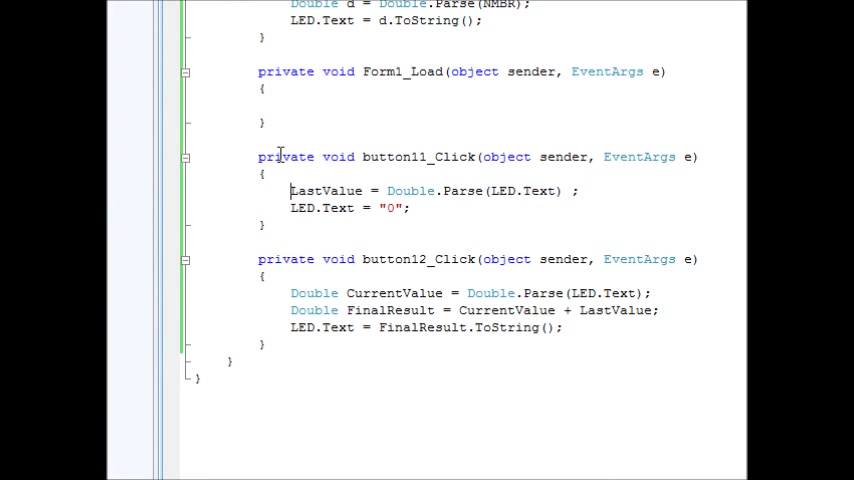 Double d = Double.Parse(NMBR);
LED.Text = d.ToString();
}
private void Form1_Load(object sender, EventArgs e)
{
}
private void button11_Click(object sender, EventArgs e)
{
LastValue = Double.Parse(LED.Text) ;
LED.Text = "0";
}
private void button12_Click(object sender, EventArgs e)
{
Double CurrentValue = Double.Parse(LED.Text);
Double FinalResult = CurrentValue + LastValue;
LED.Text = FinalResult.ToString();
}
}
}